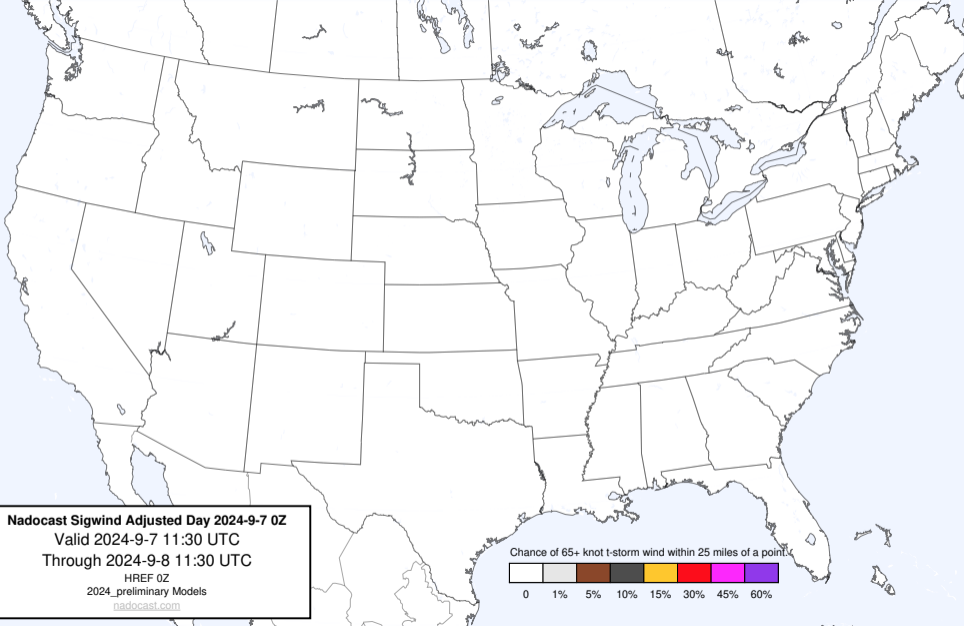 Nadocast Sigwind Adjusted Day 2024-9-7 0Z
Valid 2024-9-7 11:30 UTC
Through 2024-9-8 11:30 UTC
HREF 0Z
2024_preliminary Models
nadocast.com
Chance of 65+ knot t-storm wind within 25 miles of a point.
0 1% 5% 10% 15% 30% 45% 60%